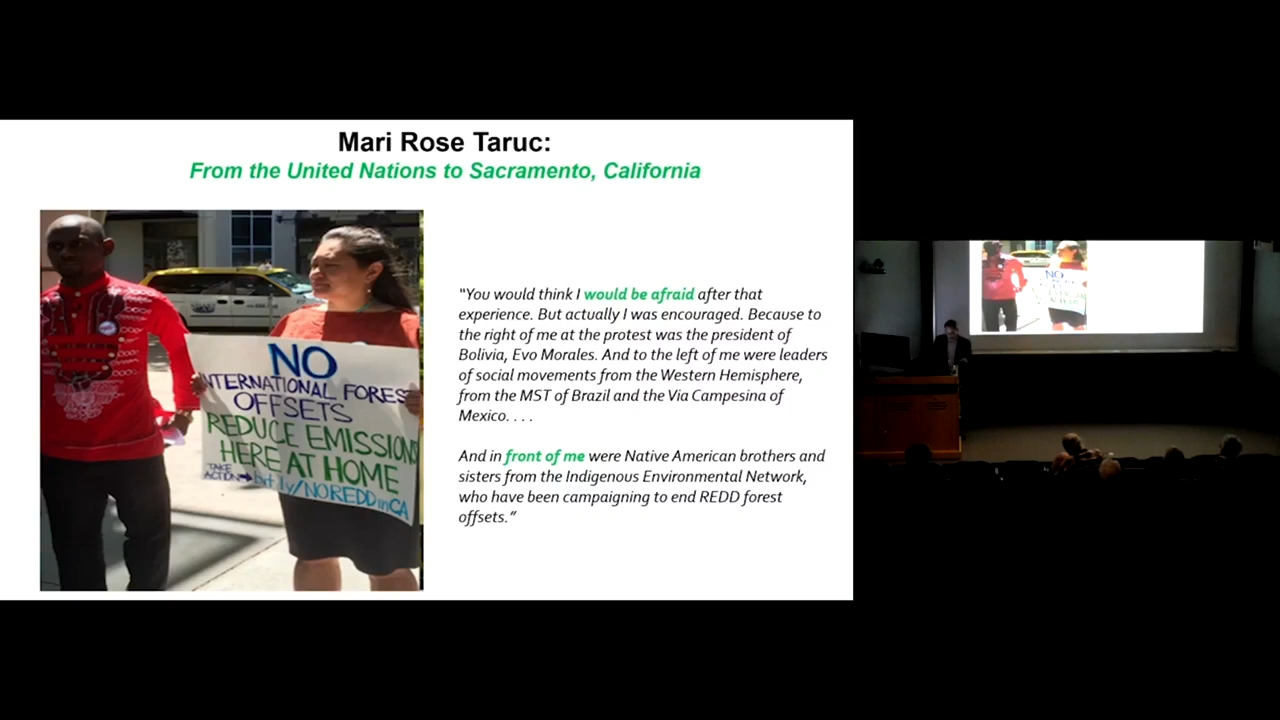 Mari Rose Taruc:
From the United Nations to Sacramento, California
"You would think I would be afraid after that
experience. But actually I was encouraged. Because to
the right of me at the protest was the president of
Bolivia, Evo Morales. And to the left of me were leaders
of social movements from the Western Hemisphere,
from the MST of Brazil and the Via Campesina of
Mexico. . . .
And in front of me were Native American brothers and
sisters from the Indigenous Environmental Network,
who have been campaigning to end REDD forest
offsets."
NO
INTERNATIONAL FOREST
OFFSETS
REDUCE EMISSIONS
HERE AT HOME
TAKE
ACTION→ bit.ly/NOREDDinCA